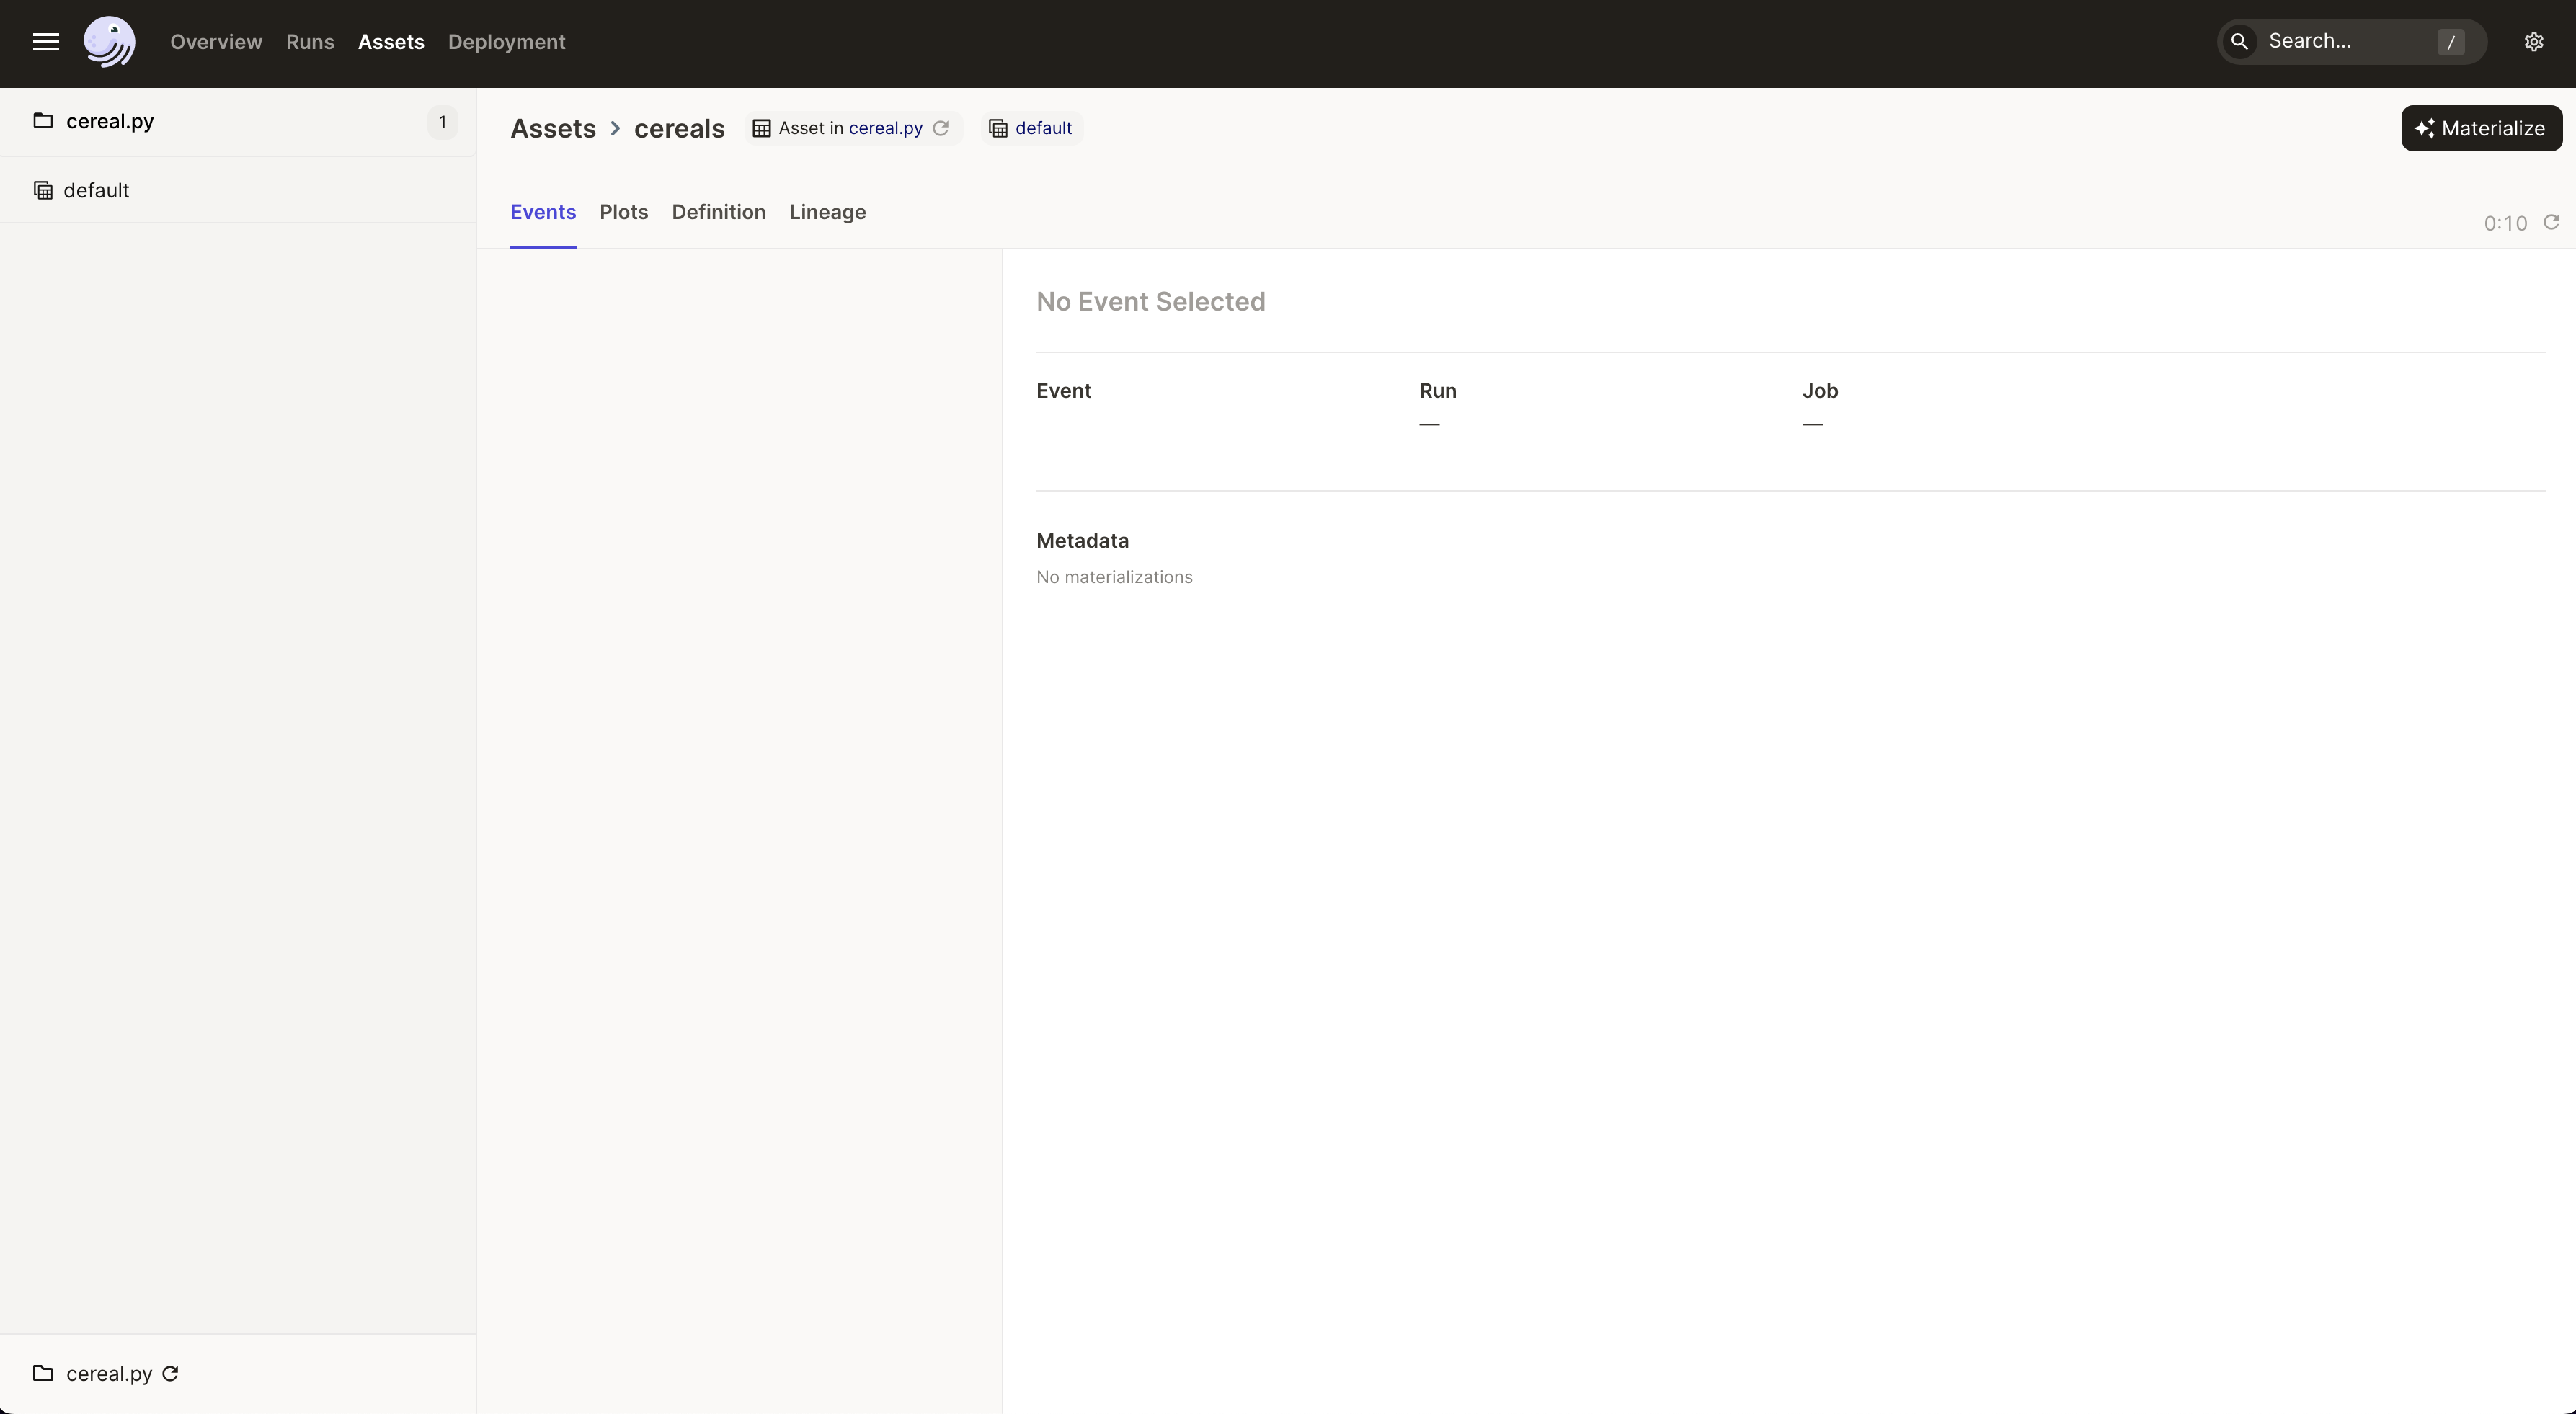 Overview Runs Assets Deployment Search... /
cereal.py 1
default
Assets > cereals Asset in cereal.py default Materialize
Events Plots Definition Lineage 0:10
No Event Selected
Event Run Job
— —
Metadata
No materializations
cereal.py